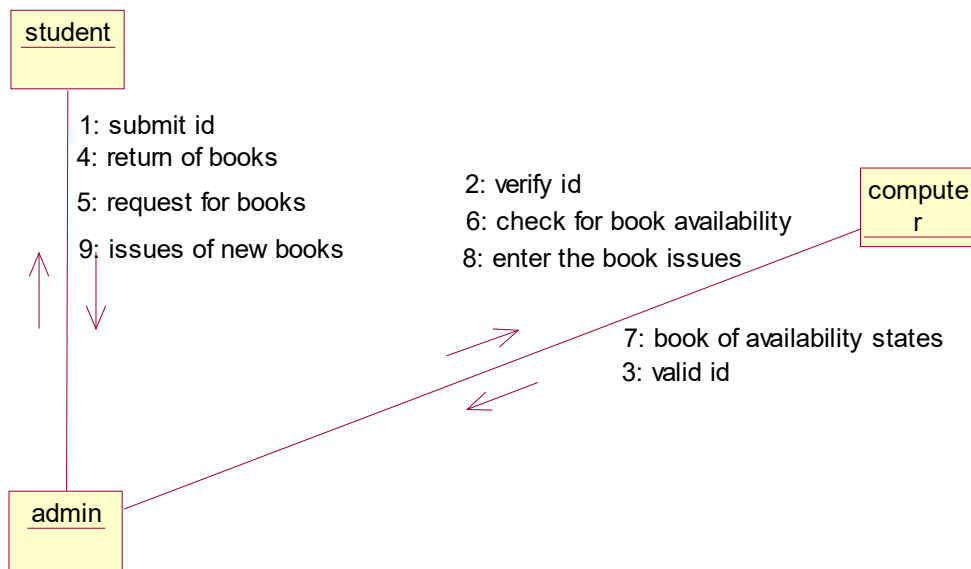 student
1: submit id
4: return of books
5: request for books
9: issues of new books
2: verify id
6: check for book availability
8: enter the book issues
compute
r
7: book of availability states
3: valid id
admin